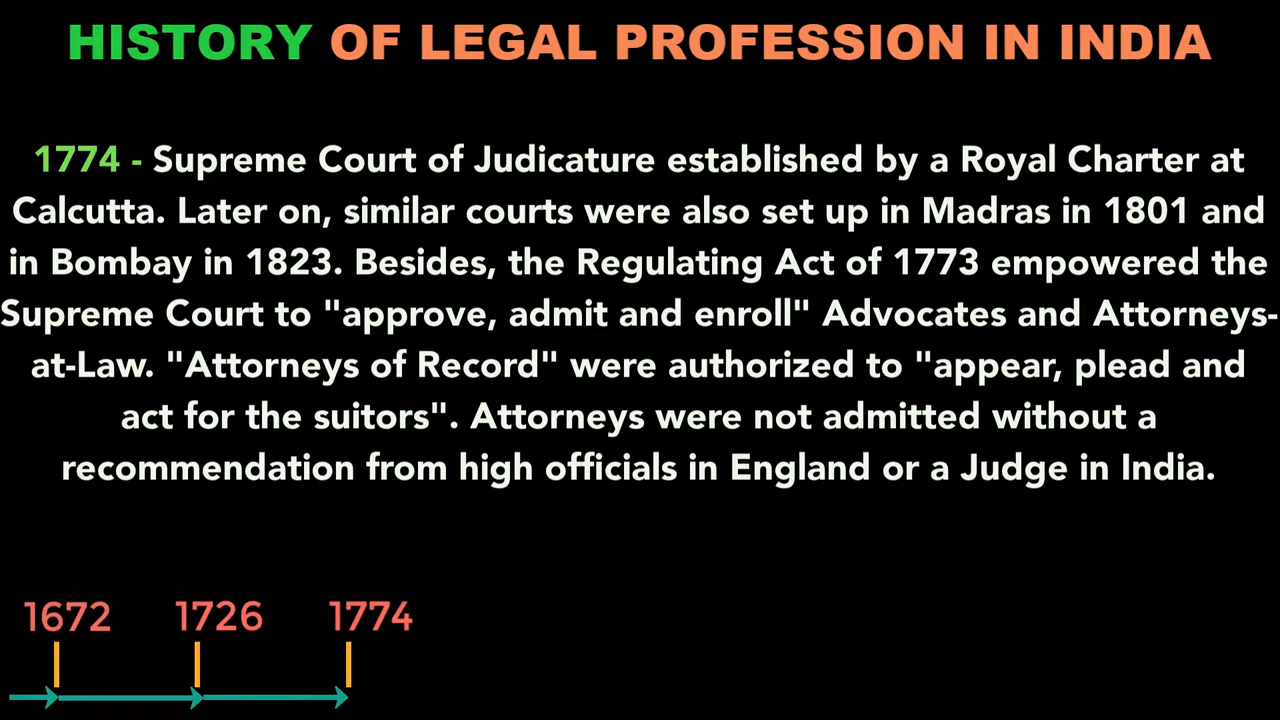 HISTORY OF LEGAL PROFESSION IN INDIA
1774 - Supreme Court of Judicature established by a Royal Charter at
Calcutta. Later on, similar courts were also set up in Madras in 1801 and
in Bombay in 1823. Besides, the Regulating Act of 1773 empowered the
Supreme Court to "approve, admit and enroll" Advocates and Attorneys-
at-Law. "Attorneys of Record" were authorized to "appear, plead and
act for the suitors". Attorneys were not admitted without a
recommendation from high officials in England or a Judge in India.
1672 1726 1774